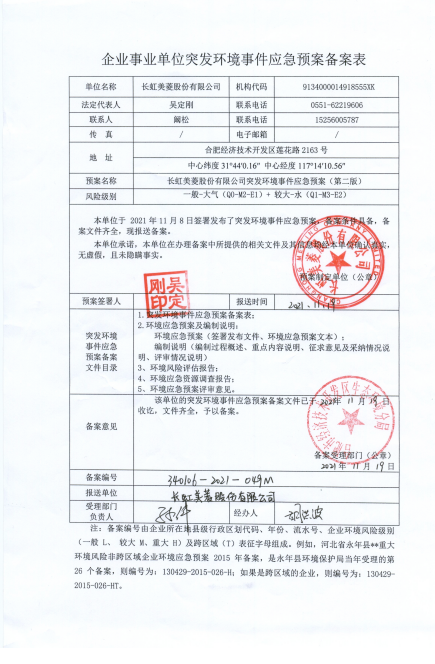 企业事业单位突发环境事件应急预案备案表
单位名称 长虹美菱股份有限公司 机构代码 9134000014918555XK
法定代表人 吴定刚 联系电话 0551-62219606
联系人 阚松 联系电话 15256005787
传 真 / 电子邮箱 /
地 址 合肥经济技术开发区莲花路 2163 号
中心纬度 31°44′0.16″ 中心经度 117°14′10.56″
预案名称 长虹美菱股份有限公司突发环境事件应急预案（第二版）
风险级别 一般-大气（Q0-M2-E1）+ 较大-水（Q1-M3-E2）
本单位于 2021 年 11 月 8 日签署发布了突发环境事件应急预案，备案条件具备，备
案文件齐全，现报送备案。
本单位承诺，本单位在办理备案中所提供的相关文件及其信息均经本单位确认真实，
无虚假，且未隐瞒事实。
预案制定单位（公章）
吴定刚印
预案签署人 报送时间 2021.11.19
突发环境
事件应急
预案备案
文件目录
1.突发环境事件应急预案备案表；
2.环境应急预案及编制说明；
环境应急预案（签署发布文件、环境应急预案文本）；
编制说明（编制过程概述、重点内容说明、征求意见及采纳情况说
明、评审情况说明）
3、环境风险评估报告；
4、环境应急资源调查报告；
5、环境应急预案评审意见。
备案意见
该单位的突发环境事件应急预案备案文件已于 2021年 11 月 19 日
收讫，文件齐全，予以备案。
备案受理部门（公章）
2021 年 11 月 19 日
备案编号 340106-2021-049M
报送单位 长虹美菱股份有限公司
受理部门
负责人
经办人
注：备案编号由企业所在地县级行政区划代码、年份、流水号、企业环境风险级别
（一般 L、较大 M、重大 H）及跨区域（T）表征字母组成。例如，河北省永年县**重大
环境风险非跨区域企业环境应急预案 2015 年备案，是永年县环境保护局当年受理的第
26 个备案，则编号为：130429-2015-026-H；如果是跨区域的企业，则编号为：130429-
2015-026-HT。